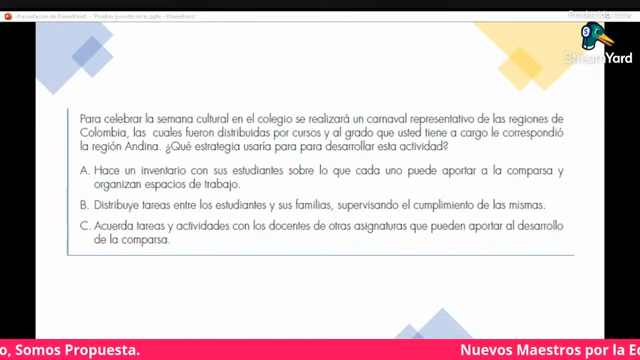 Presentación de PowerPoint
Pruebas psicotécnicas.pptx - PowerPoint
StreamYard
Para celebrar la semana cultural en el colegio se realizará un carnaval representativo de las regiones de
Colombia, las cuales fueron distribuidas por cursos y al grado que usted tiene a cargo le correspondió
la región Andina. ¿Qué estrategia usaría para para desarrollar esta actividad?
A. Hace un inventario con sus estudiantes sobre lo que cada uno puede aportar a la comparsa y
organizan espacios de trabajo.
B. Distribuye tareas entre los estudiantes y sus familias, supervisando el cumplimiento de las mismas.
C. Acuerda tareas y actividades con los docentes de otras asignaturas que pueden aportar al desarrollo
de la comparsa.
o, Somos Propuesta.
Nuevos Maestros por la Ed